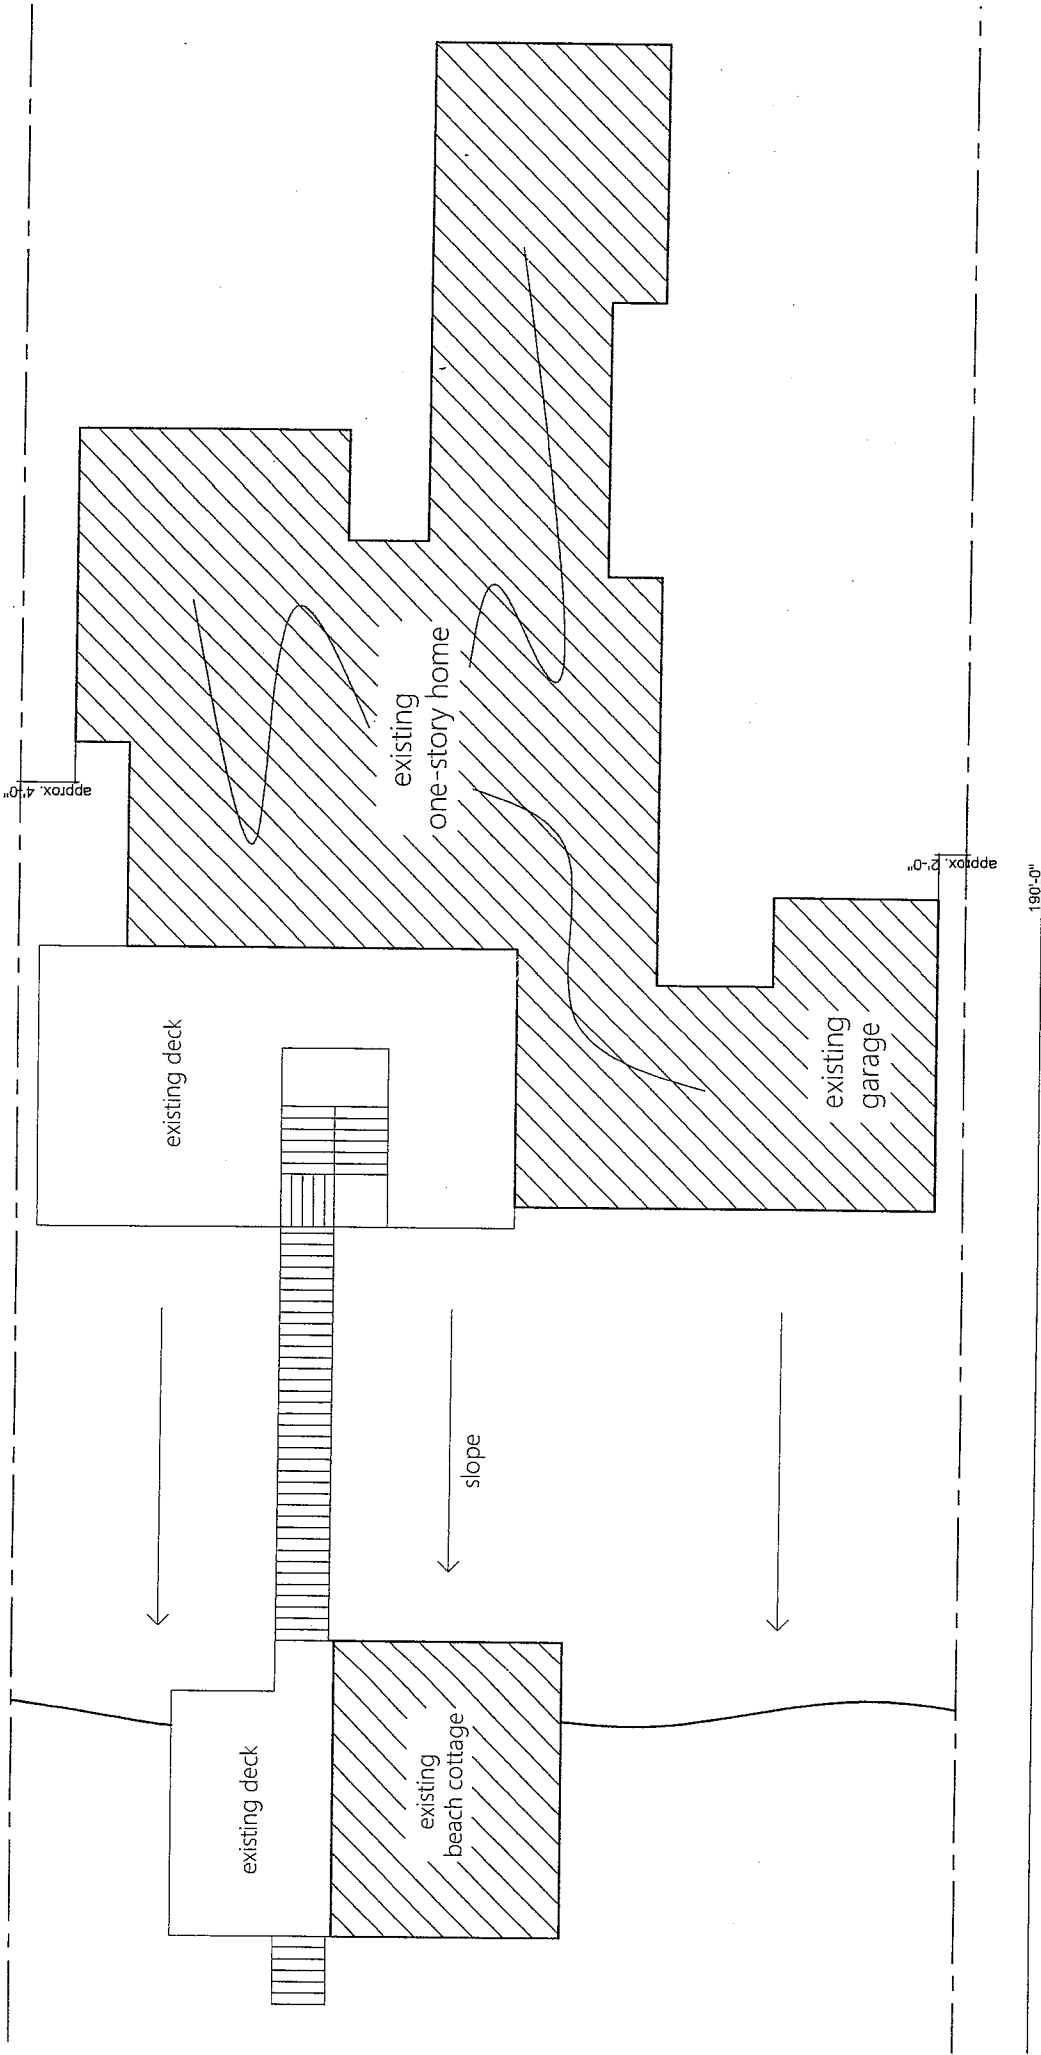 approx. 4'-0"
existing
one-story home
approx. 2'-0"
190'-0"
existing deck
existing
garage
slope
existing deck
existing
beach cottage